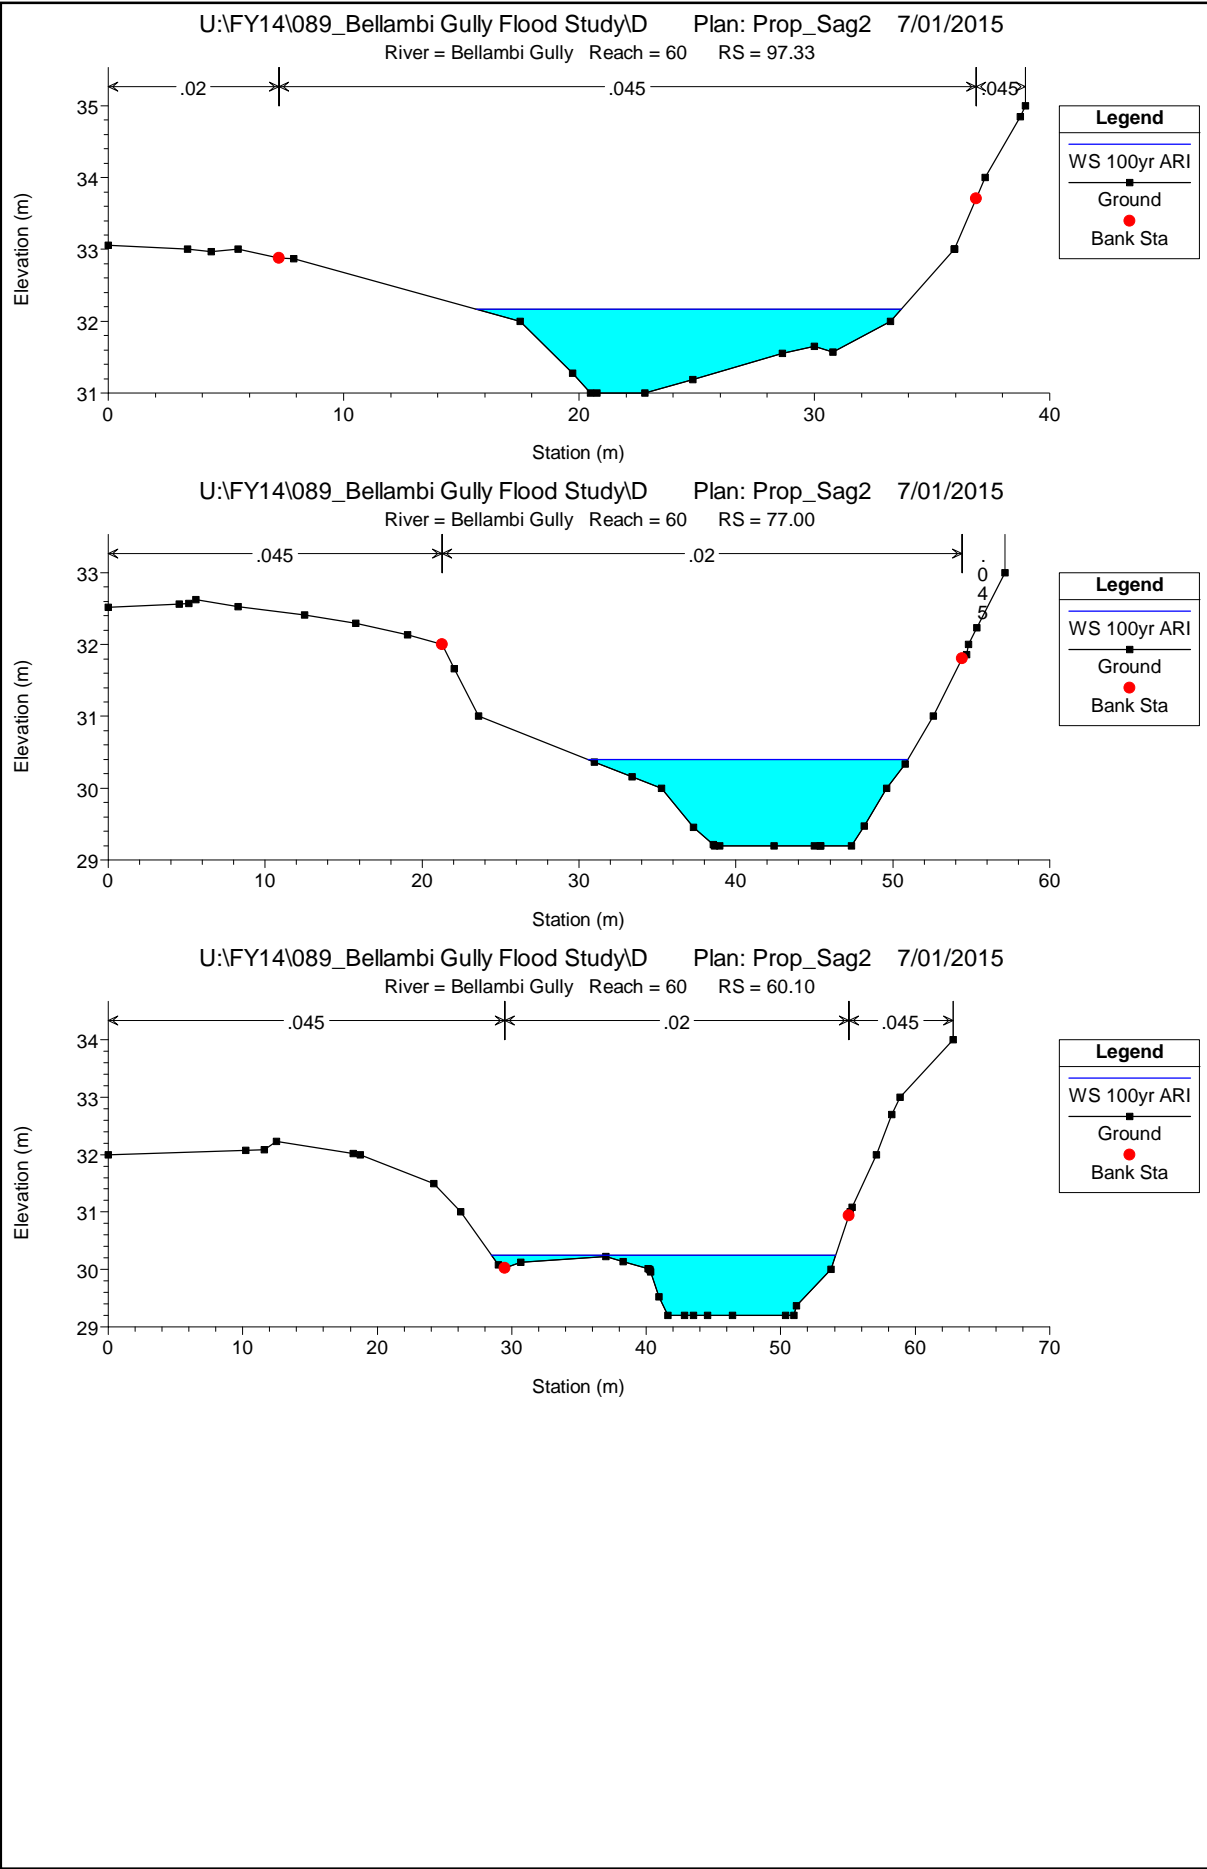 U:\FY14\089_Bellambi Gully Flood Study\D Plan: Prop_Sag2 7/01/2015
River = Bellambi Gully Reach = 60 RS = 97.33
.02 .045 .045
35
34
33
32
31
0 10 20 30 40
Station (m)
Elevation (m)
Legend
WS 100yr ARI
Ground
Bank Sta
U:\FY14\089_Bellambi Gully Flood Study\D Plan: Prop_Sag2 7/01/2015
River = Bellambi Gully Reach = 60 RS = 77.00
.045 .02 .045
33
32
31
30
29
0 10 20 30 40 50 60
Station (m)
Elevation (m)
Legend
WS 100yr ARI
Ground
Bank Sta
U:\FY14\089_Bellambi Gully Flood Study\D Plan: Prop_Sag2 7/01/2015
River = Bellambi Gully Reach = 60 RS = 60.10
.045 .02 .045
34
33
32
31
30
29
0 10 20 30 40 50 60 70
Station (m)
Elevation (m)
Legend
WS 100yr ARI
Ground
Bank Sta